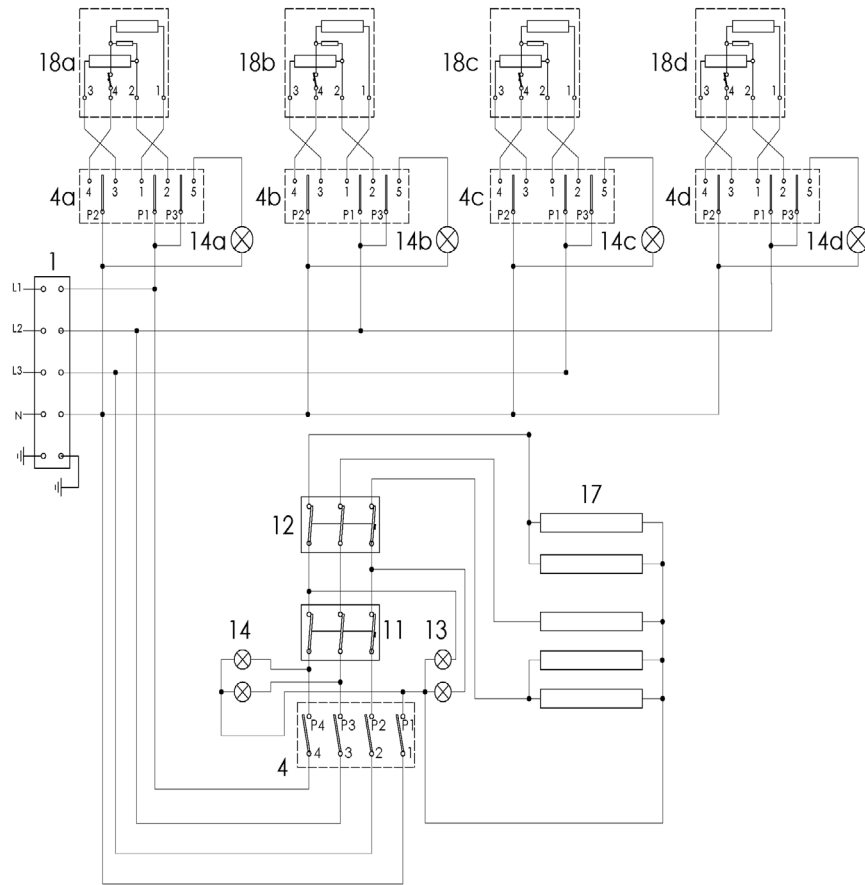 18a 18b 18c 18d
3 4 2 1 3 4 2 1 3 4 2 1 3 4 2 1
4 3 1 2 5 4 3 1 2 5 4 3 1 2 5 4 3 1 2 5
4a 4b 4c 4d
P2 P1 P3 P2 P1 P3 P2 P1 P3 P2 P1 P3
14a 14b 14c 14d
1
L1
L2
L3
N
17
12
14 11 13
P4 P3 P2 P1
4 3 2 1
4